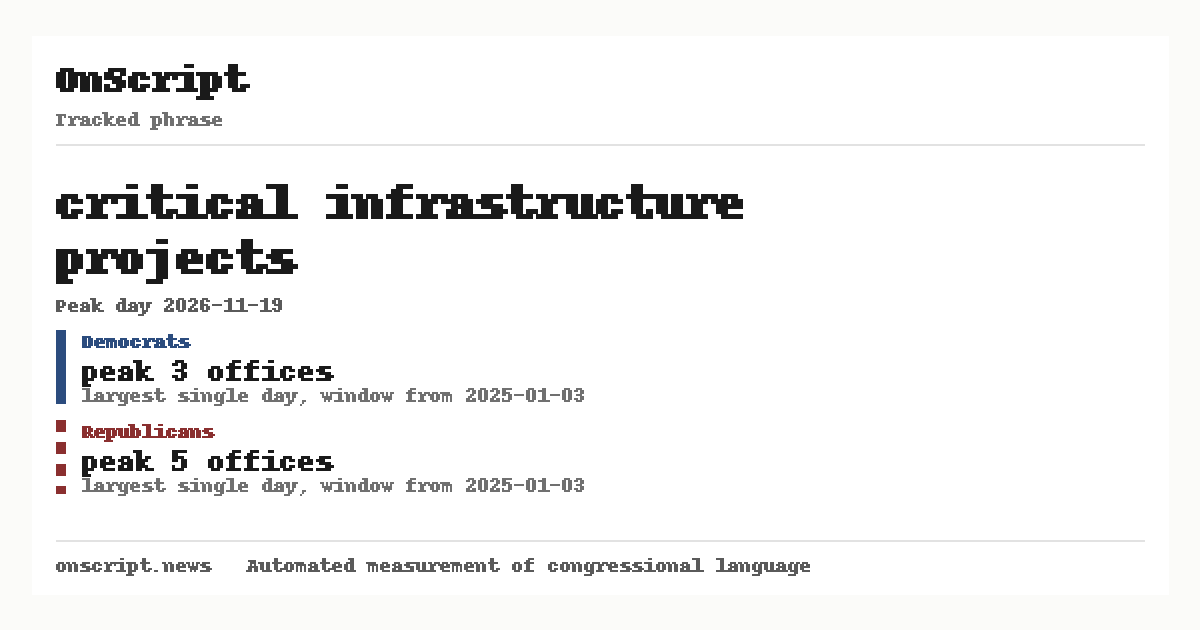 OnScript
Tracked phrase
critical infrastructure
projects
Peak day 2026-11-19
Democrats
peak 3 offices
largest single day, window from 2025-01-03
Republicans
peak 5 offices
largest single day, window from 2025-01-03
onscript.news Automated measurement of congressional language